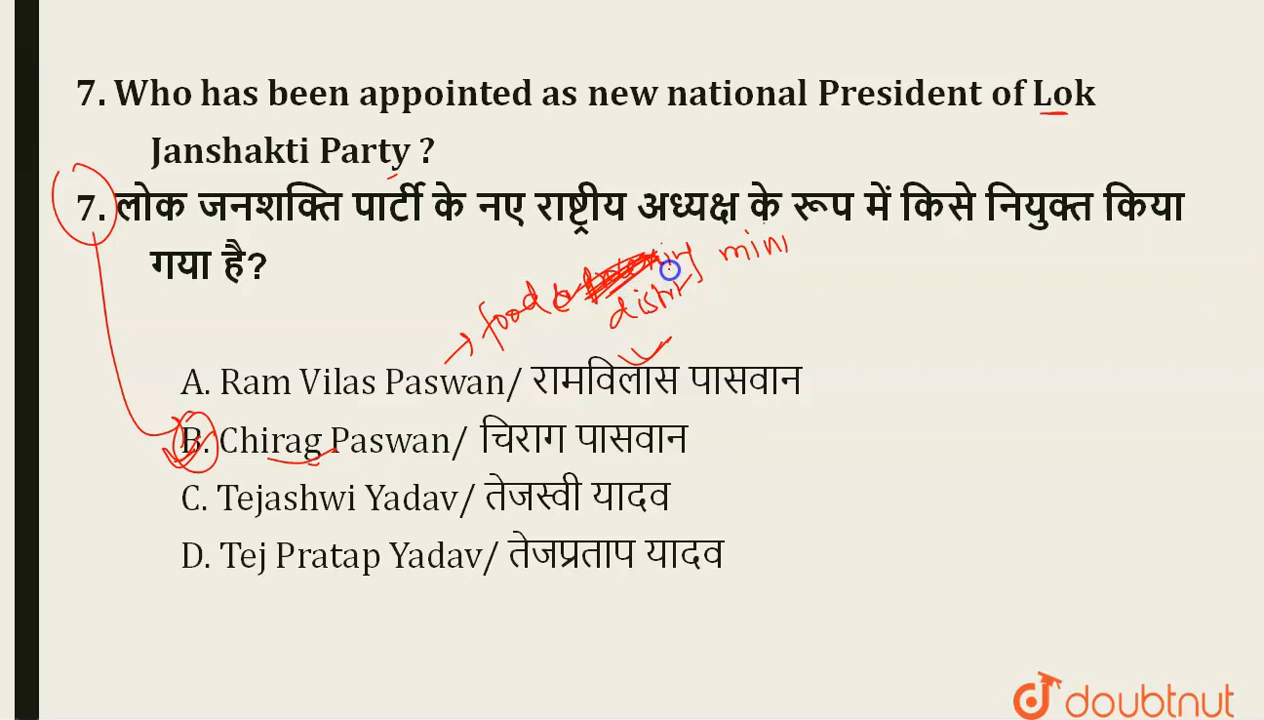 7. Who has been appointed as new national President of Lok
Janshakti Party ?
7. लोक जनशक्ति पार्टी के नए राष्ट्रीय अध्यक्ष के रूप में किसे नियुक्त किया
गया है?
→ food & distri mini
A. Ram Vilas Paswan/ रामविलास पासवान
B. Chirag Paswan/ चिराग पासवान
C. Tejashwi Yadav/ तेजस्वी यादव
D. Tej Pratap Yadav/ तेजप्रताप यादव
doubtnut